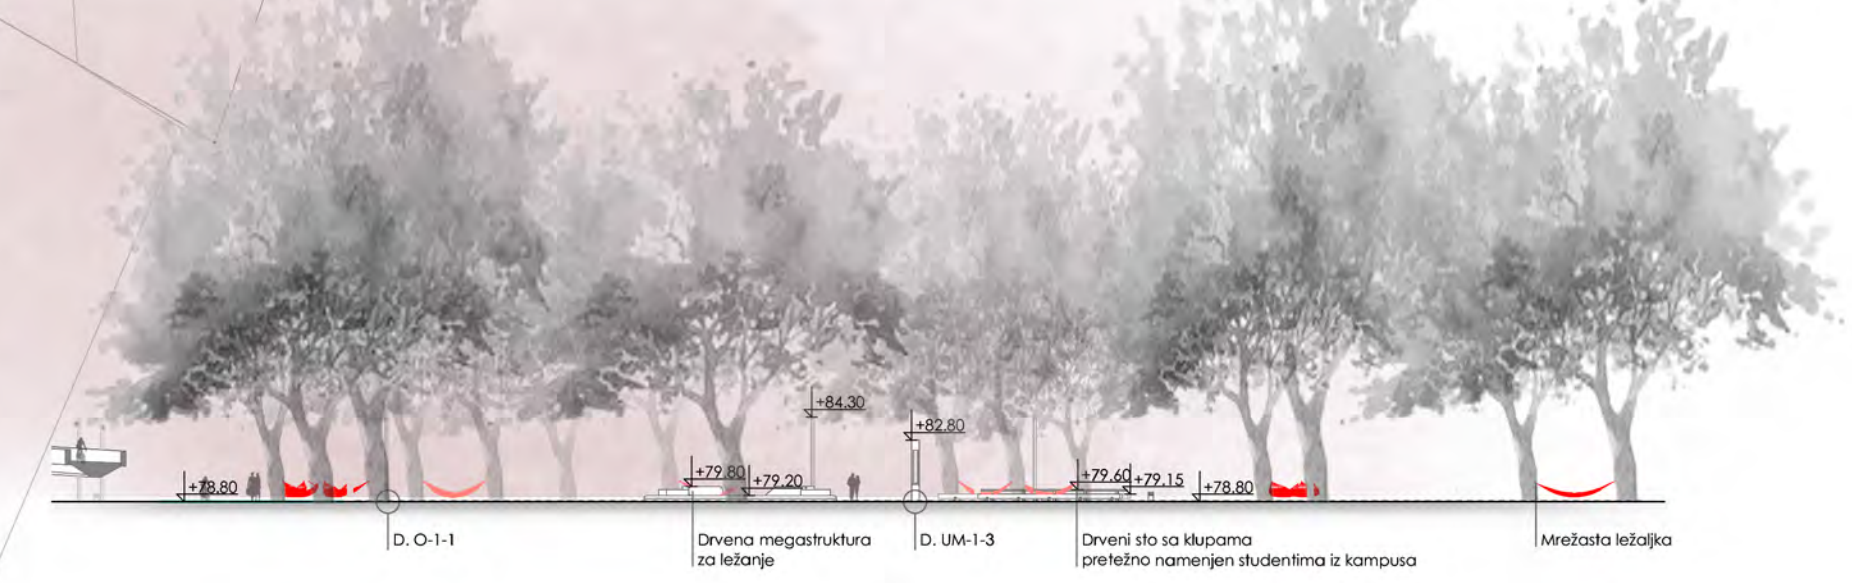 +84.30
+82.80
+78.80
+79.80
+79.20
+79.60
+79.15
+78.80
D. O-1-1
Drvena megastruktura
za ležanje
D. UM-1-3
Drveni sto sa klupama
pretežno namenjen studentima iz kampusa
Mrežasta ležaljka